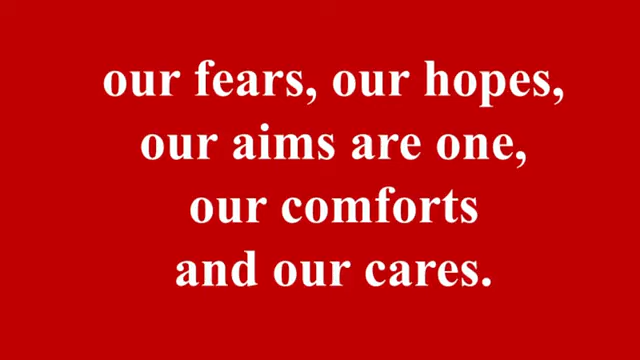 our fears, our hopes,
our aims are one,
our comforts
and our cares.